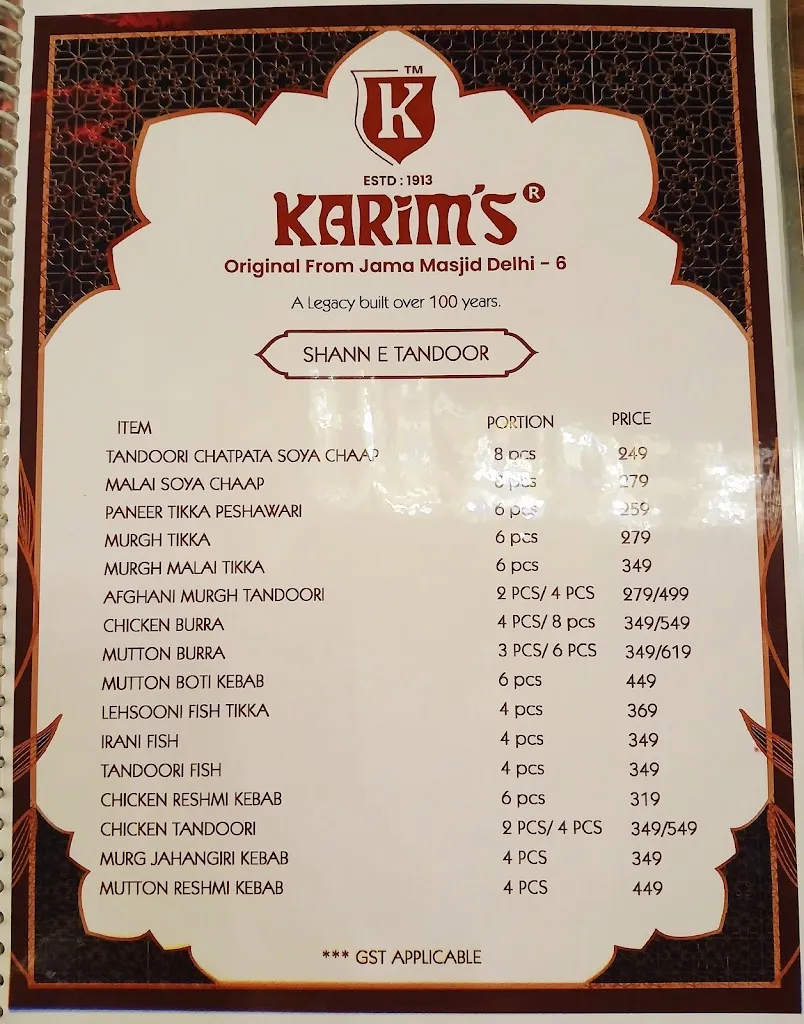 TM
K
ESTD : 1913
KARIM'S ®
Original From Jama Masjid Delhi - 6
A Legacy built over 100 years.
SHANN E TANDOOR
ITEM PORTION PRICE
TANDOORI CHATPATA SOYA CHAAP 8 pcs 249
MALAI SOYA CHAAP pcs 279
PANEER TIKKA PESHAWARI 6 pcs 259
MURGH TIKKA 6 pcs 279
MURGH MALAI TIKKA 6 pcs 349
AFGHANI MURGH TANDOORI 2 PCS/ 4 PCS 279/499
CHICKEN BURRA 4 PCS/ 8 pcs 349/549
MUTTON BURRA 3 PCS/ 6 PCS 349/619
MUTTON BOTI KEBAB 6 pcs 449
LEHSOONI FISH TIKKA 4 pcs 369
IRANI FISH 4 pcs 349
TANDOORI FISH 4 pcs 349
CHICKEN RESHMI KEBAB 6 pcs 319
CHICKEN TANDOORI 2 PCS/ 4 PCS 349/549
MURG JAHANGIRI KEBAB 4 PCS 349
MUTTON RESHMI KEBAB 4 PCS 449
*** GST APPLICABLE